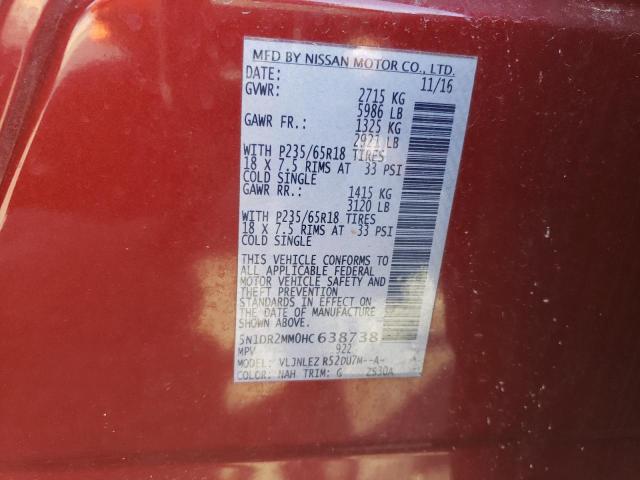 MFD BY NISSAN MOTOR CO., LTD.
DATE: 11/16
GVWR: 2715 KG
5986 LB
GAWR FR.: 1325 KG
2921 LB
WITH P235/65R18 TIRES
18 X 7.5 RIMS AT 33 PSI
COLD SINGLE
GAWR RR.: 1415 KG
3120 LB
WITH P235/65R18 TIRES
18 X 7.5 RIMS AT 33 PSI
COLD SINGLE
THIS VEHICLE CONFORMS TO
ALL APPLICABLE FEDERAL
MOTOR VEHICLE SAFETY AND
THEFT PREVENTION
STANDARDS IN EFFECT ON
THE DATE OF MANUFACTURE
SHOWN ABOVE.
5N1DR2MM0HC638738
MPV 922
MODEL: VLJNLEZ R52DU7M--A-
COLOR: NAH TRIM: G 2530A